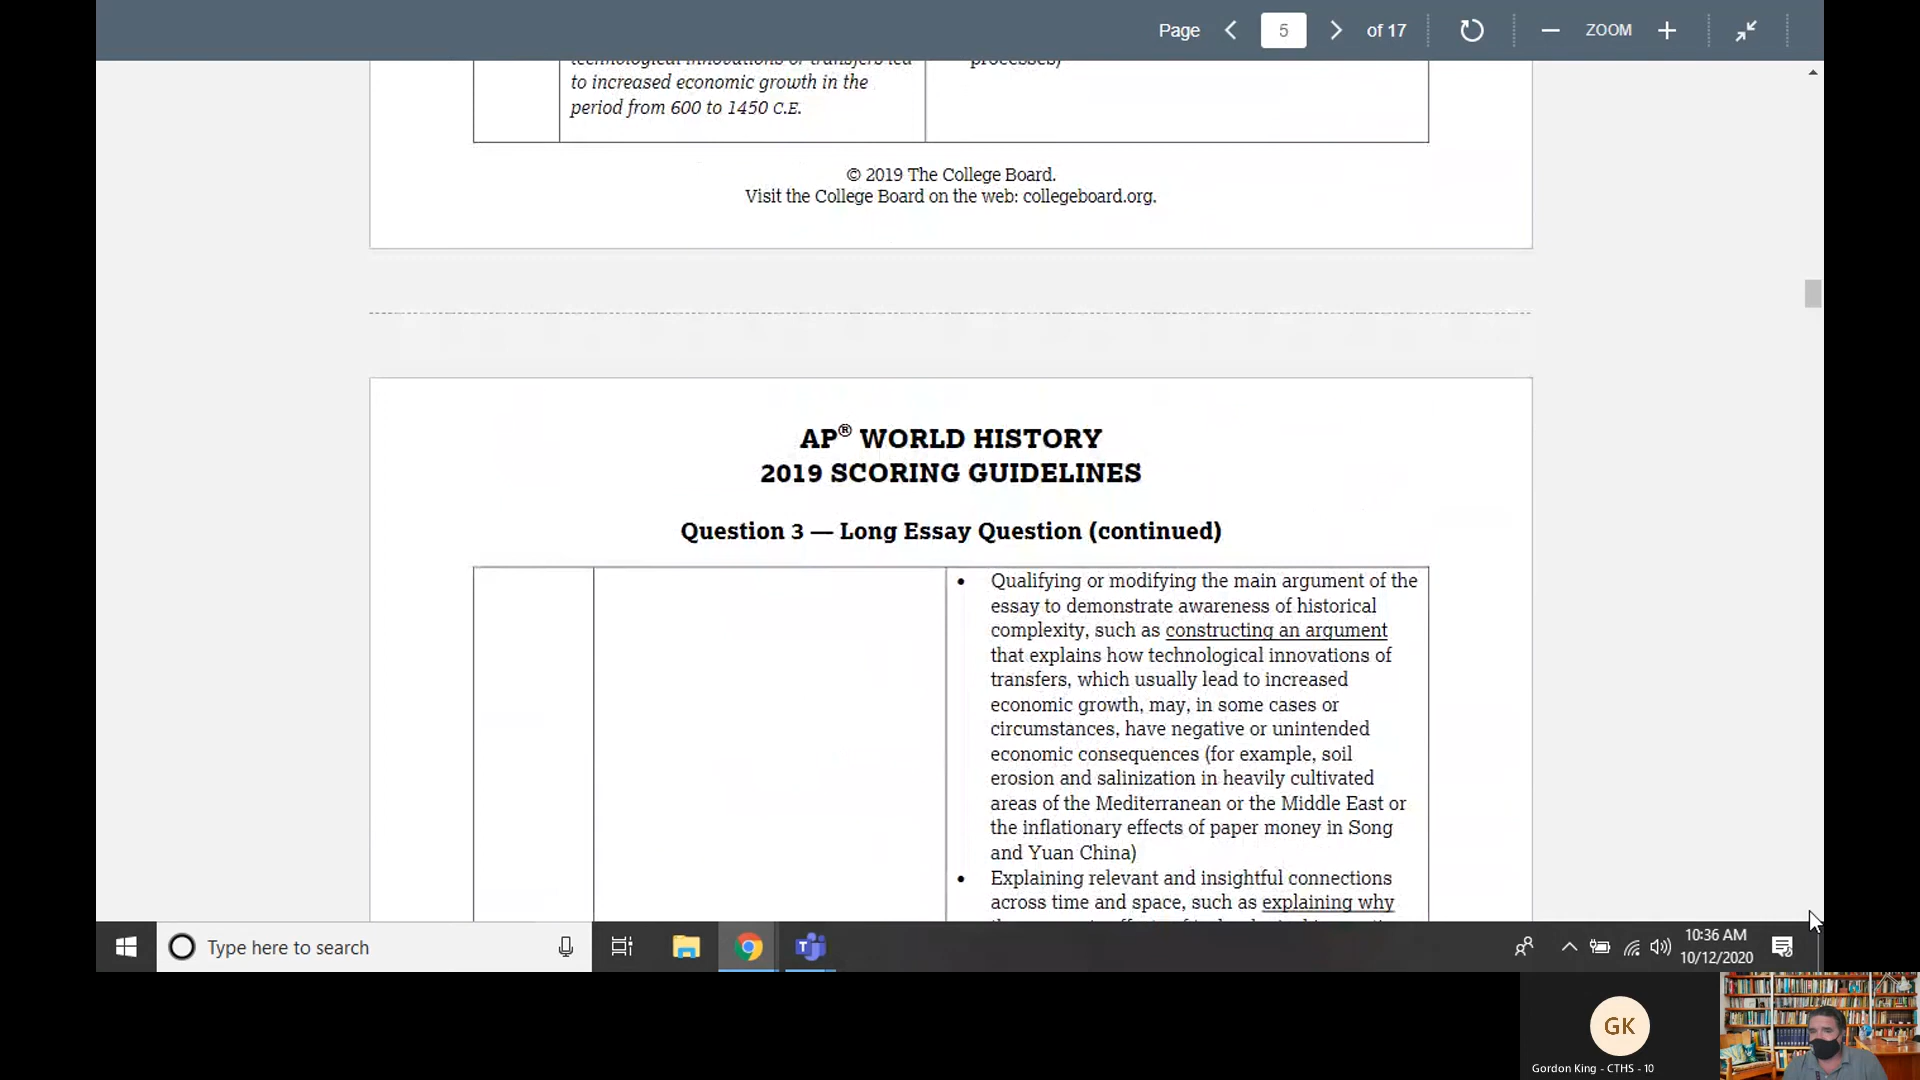 Page 5 of 17 ZOOM
technological innovations or transfers led
to increased economic growth in the
period from 600 to 1450 C.E.
processes)
© 2019 The College Board.
Visit the College Board on the web: collegeboard.org.
AP® WORLD HISTORY
2019 SCORING GUIDELINES
Question 3 — Long Essay Question (continued)
• Qualifying or modifying the main argument of the
essay to demonstrate awareness of historical
complexity, such as constructing an argument
that explains how technological innovations of
transfers, which usually lead to increased
economic growth, may, in some cases or
circumstances, have negative or unintended
economic consequences (for example, soil
erosion and salinization in heavily cultivated
areas of the Mediterranean or the Middle East or
the inflationary effects of paper money in Song
and Yuan China)
• Explaining relevant and insightful connections
across time and space, such as explaining why
Type here to search
10:36 AM
10/12/2020
GK
Gordon King - CTHS - 10